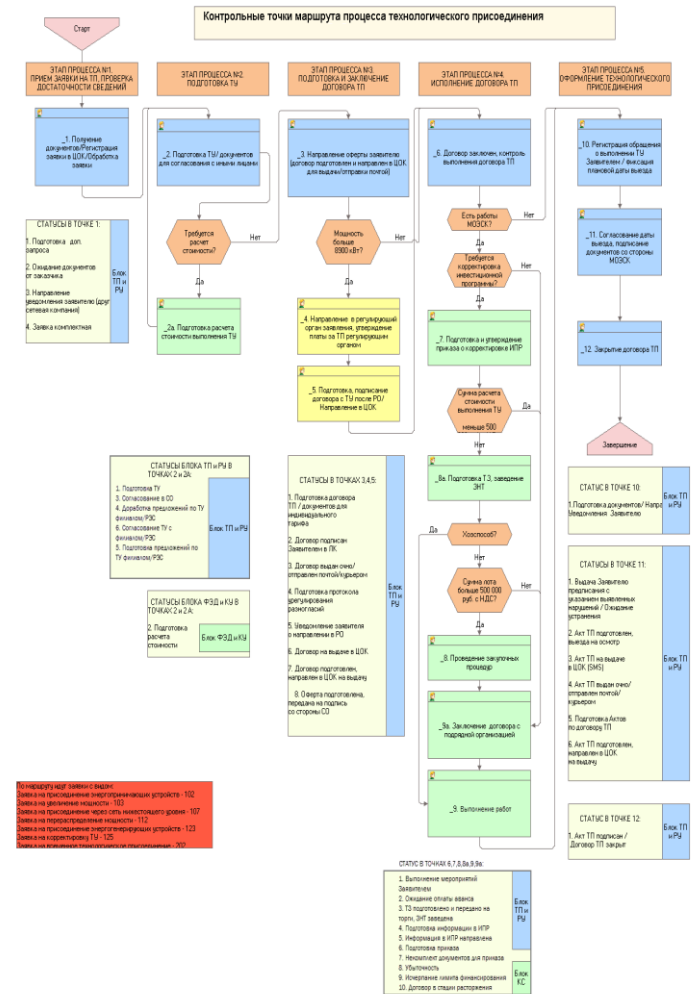 Контрольные точки маршрута процесса технологического присоединения
Старт
ЭТАП ПРОЦЕССА №1.
ПРИЕМ ЗАЯВКИ НА ТП, ПРОВЕРКА
ДОСТАТОЧНОСТИ СВЕДЕНИЙ
ЭТАП ПРОЦЕССА №2.
ПОДГОТОВКА ТУ
ЭТАП ПРОЦЕССА №3.
ПОДГОТОВКА И ЗАКЛЮЧЕНИЕ
ДОГОВОРА ТП
ЭТАП ПРОЦЕССА №4.
ИСПОЛНЕНИЕ ДОГОВОРА ТП
ЭТАП ПРОЦЕССА №5.
ОФОРМЛЕНИЕ ТЕХНОЛОГИЧЕСКОГО
ПРИСОЕДИНЕНИЯ
_1. Получение
документов/Регистрация
заявки в ЦОК/Обработка
заявки
СТАТУСЫ В ТОЧКЕ 1:
1. Подготовка доп.
запроса
2. Ожидание документов
от заказчика
3. Направление
уведомления заявителю (друг
сетевая компания)
4. Заявка комплектная
Блок
ТП и
РУ
_2. Подготовка ТУ/ документов
для согласования с иными лицами
Требуется
расчет
стоимости?
Нет
Да
_2а. Подготовка расчета
стоимости выполнения ТУ
СТАТУСЫ БЛОКА ТП и РУ В
ТОЧКАХ 2 и 2А:
1. Подготовка ТУ
3. Согласование в СО
4. Доработка предложений по ТУ
филиалом/РЭС
6. Согласование ТУ с
филиалом/РЭС
5. Подготовка предложений по
ТУ филиалом/РЭС
Блок ТП и РУ
СТАТУСЫ БЛОКА ФЭД и КУ В
ТОЧКАХ 2 и 2А:
2. Подготовка
расчета
стоимости
Блок ФЭД и КУ
_3. Направление оферты заявителю
(договор подготовлен и направлен в ЦОК
для выдачи/отправки почтой)
Мощность
больше
8900 кВт?
Нет
Да
_4. Направление в регулирующий
орган заявления, утверждение
платы за ТП регулирующим
органом
_5. Подготовка, подписание
договора с ТУ после РО/
Направление в ЦОК
СТАТУСЫ В ТОЧКАХ 3,4,5:
1. Подготовка договора
ТП / документов для
индивидуального
тарифа
2. Договор подписан
Заявителем в ЛК
3. Договор выдан очно/
отправлен почтой/курьером
4. Подготовка протокола
урегулирования
разногласий
5. Уведомление заявителя
о направлении в РО
6. Договор на выдаче в ЦОК
7. Договор подготовлен,
направлен в ЦОК на выдачу
8. Оферта подготовлена,
передана на подпись
со стороны СО
Блок
ТП и
РУ
_6. Договор заключен, контроль
выполнения договора ТП
Есть работы
МОЭСК?
Нет
Да
Требуется
корректировка
инвестиционной
программы?
Нет
Да
_7. Подготовка и утверждение
приказа о корректировке ИПР
Сумма расчета
стоимости
выполнения ТУ
меньше 500
Да
Нет
_8а. Подготовка ТЗ, заведение
ЗНТ
Да
Хозспособ?
Нет
Сумма лота
больше 500 000
руб. с НДС?
Нет
Да
_8. Проведение закупочных
процедур
_9а. Заключение договора с
подрядной организацией
_9. Выполнение работ
СТАТУС В ТОЧКАХ 6,7,8,8а,9,9а:
1. Выполнение мероприятий
Заявителем
2. Ожидание оплаты аванса
3. ТЗ подготовлено и передано на
торги, ЗНТ заведена
4. Подготовка информации в ИПР
5. Информация в ИПР направлена
6. Подготовка приказа
7. Некомплект документов для приказа
8. Убыточность
9. Исчерпание лимита финансирования
10. Договор в стадии расторжения
Блок
ТП и
РУ
Блок
КС
_10. Регистрация обращения
о выполнении ТУ
Заявителем / фиксация
плановой даты выезда
_11. Согласование даты
выезда, подписание
документов со стороны
МОЭСК
_12. Закрытие договора ТП
Завершение
СТАТУС В ТОЧКЕ 10:
1.Подготовка документы/ Напра
Уведомления Заявителю
Блок ТП
и РУ
СТАТУСЫ В ТОЧКЕ 11:
1. Выдача Заявителю
предписания с
указанием выявленных
нарушений / Ожидание
устранения
2. Акт ТП подготовлен,
выезда на осмотр
3. Акт ТП на выдаче
в ЦОК (SMS)
4. Акт ТП выдан очно/
отправлен почтой/
курьером
5. Подготовка Актов
по договору ТП
6. Акт ТП подготовлен,
направлен в ЦОК
на выдачу
Блок ТП
и РУ
СТАТУС В ТОЧКЕ 12:
1. Акт ТП подписан /
Договор ТП закрыт
Блок ТП
и РУ
По маршруту идут заявки с видом:
Заявка на присоединение энергопринимающих устройств - 102
Заявка на увеличение мощности - 103
Заявка на присоединение через сеть нижестоящего уровня - 107
Заявка на перераспределение мощности - 112
Заявка на присоединение энергогенерирующих устройств - 123
Заявка на корректировку ТУ - 125
Заявка на временное технологическое присоединение - 202